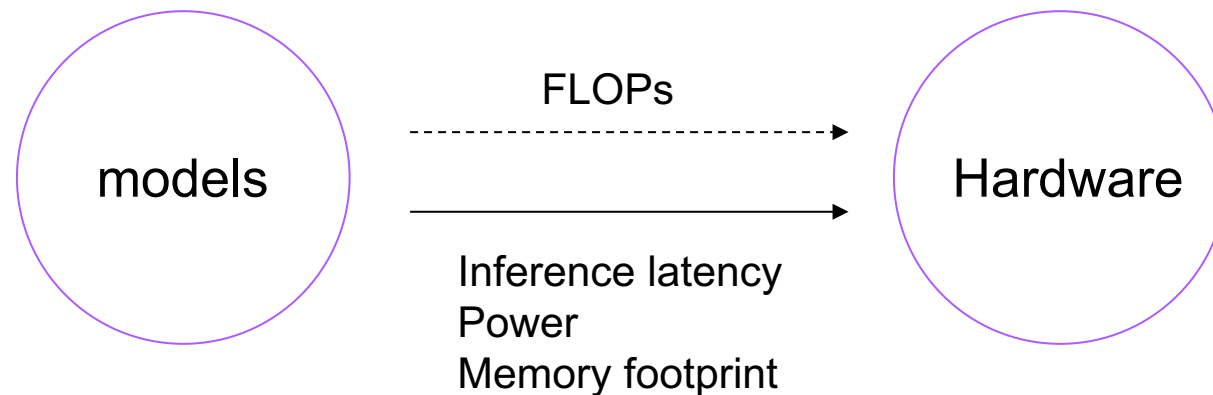 FLOPs
models
Hardware
Inference latency
Power
Memory footprint